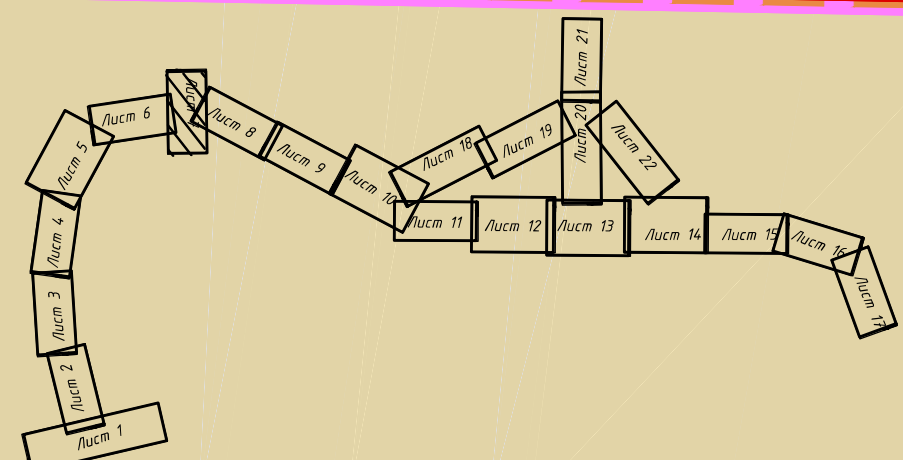 Лист 1
Лист 2
Лист 3
Лист 4
Лист 5
Лист 6
Лист
Лист 8
Лист 9
Лист 10
Лист 11
Лист 12
Лист 13
Лист 14
Лист 15
Лист 16
Лист 17
Лист 18
Лист 19
Лист 20
Лист 21
Лист 22